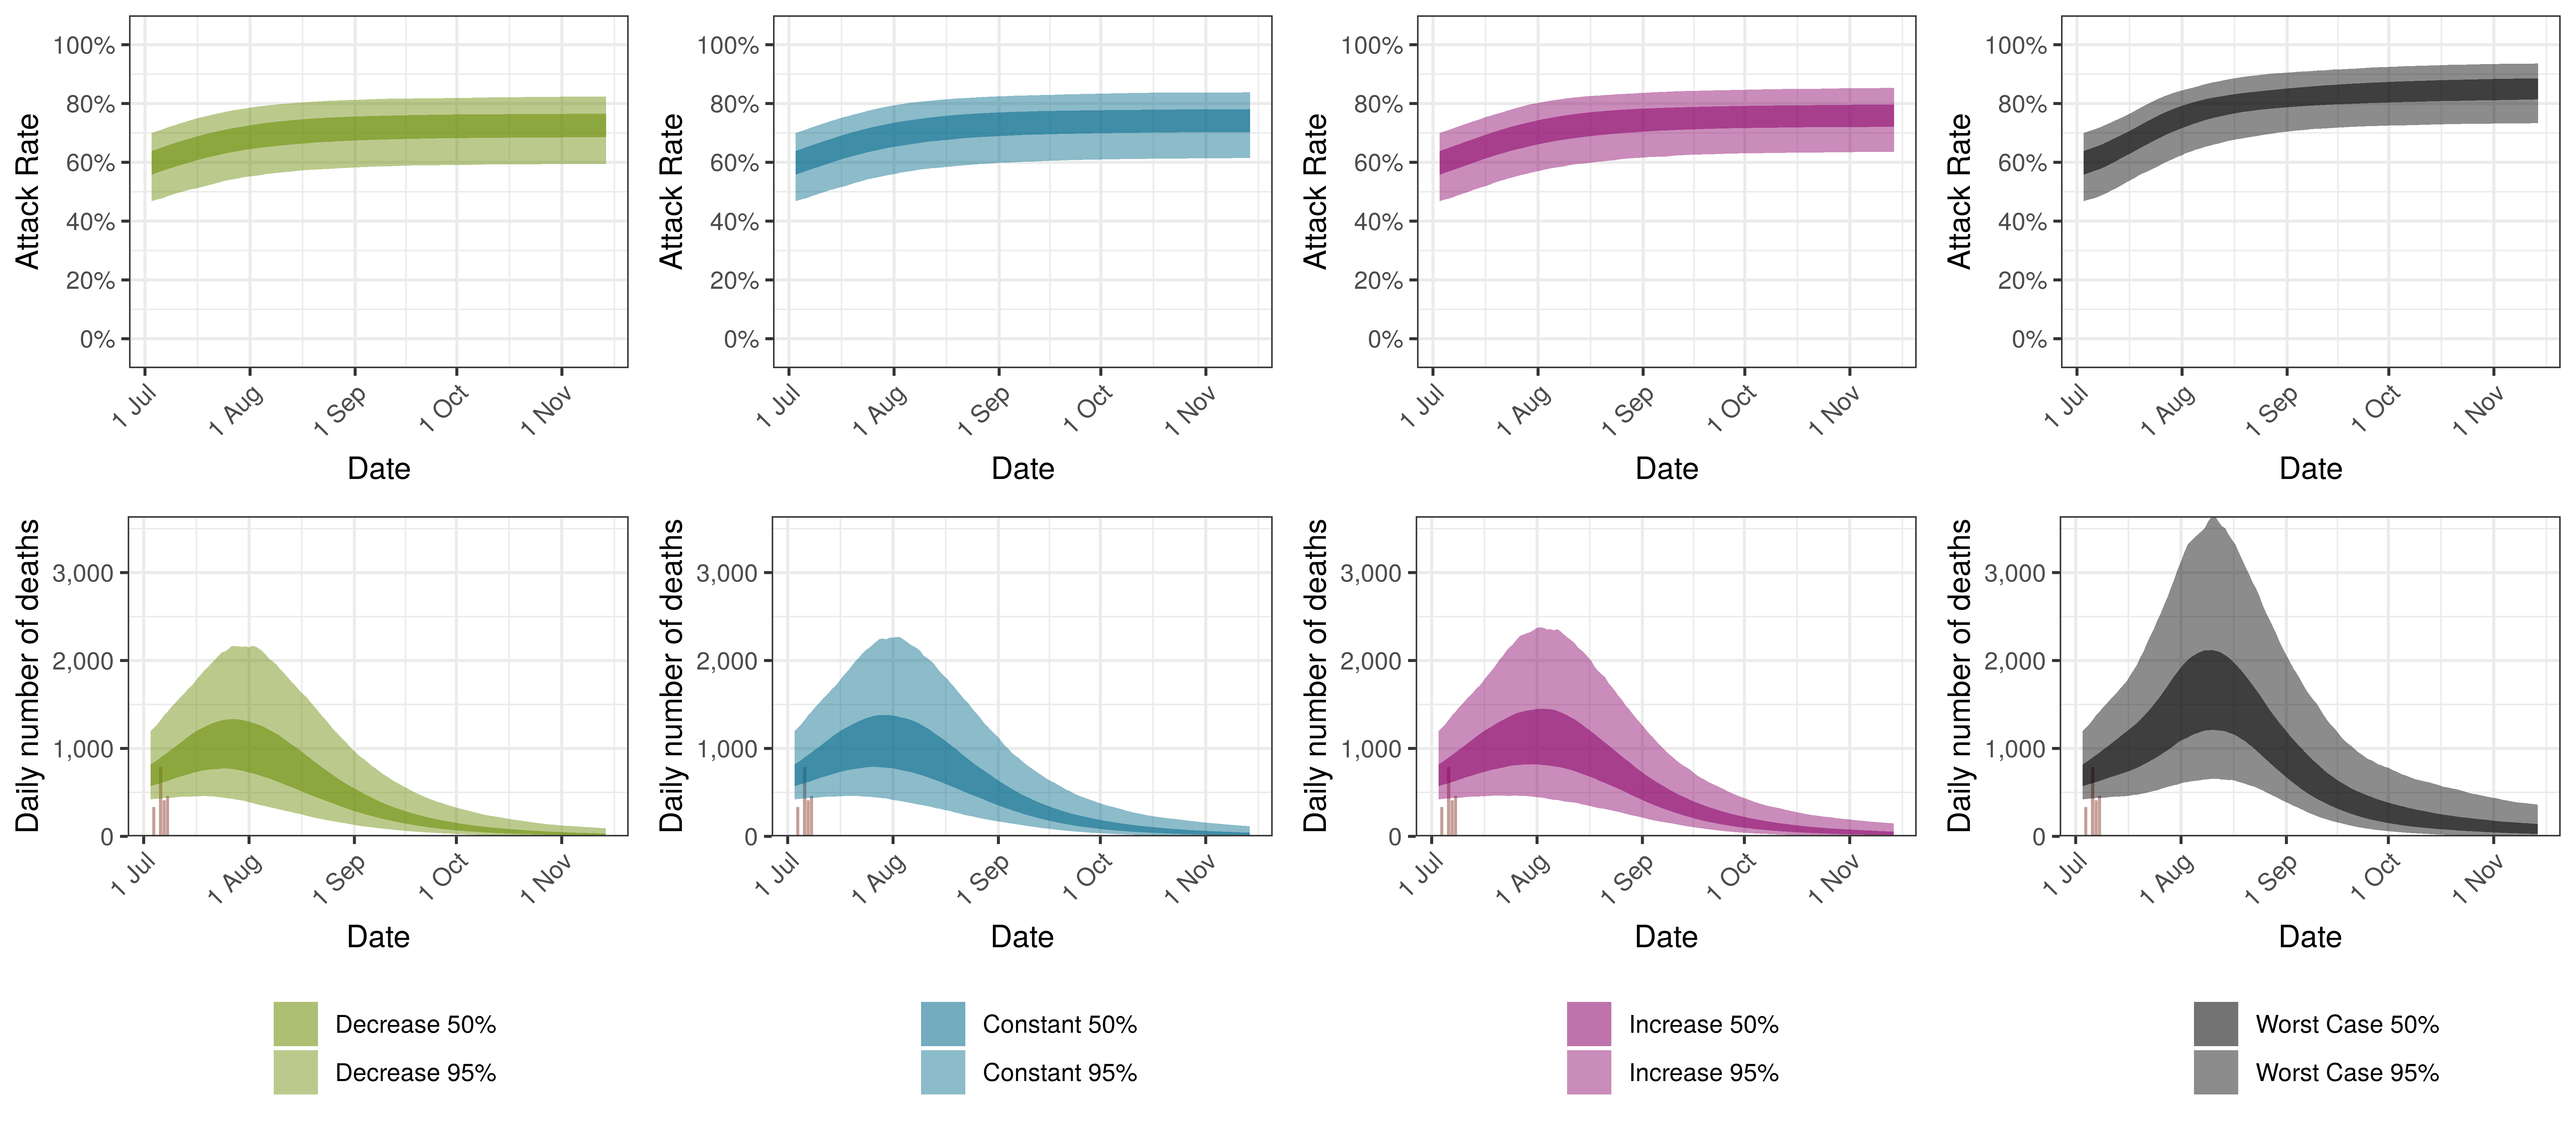 Attack Rate
100%
80%
60%
40%
20%
0%
1 Jul
1 Aug
1 Sep
1 Oct
1 Nov
Date
Attack Rate
100%
80%
60%
40%
20%
0%
1 Jul
1 Aug
1 Sep
1 Oct
1 Nov
Date
Attack Rate
100%
80%
60%
40%
20%
0%
1 Jul
1 Aug
1 Sep
1 Oct
1 Nov
Date
Attack Rate
100%
80%
60%
40%
20%
0%
1 Jul
1 Aug
1 Sep
1 Oct
1 Nov
Date
Daily number of deaths
3,000
2,000
1,000
0
1 Jul
1 Aug
1 Sep
1 Oct
1 Nov
Date
Daily number of deaths
3,000
2,000
1,000
0
1 Jul
1 Aug
1 Sep
1 Oct
1 Nov
Date
Daily number of deaths
3,000
2,000
1,000
0
1 Jul
1 Aug
1 Sep
1 Oct
1 Nov
Date
Daily number of deaths
3,000
2,000
1,000
0
1 Jul
1 Aug
1 Sep
1 Oct
1 Nov
Date
Decrease 50%
Decrease 95%
Constant 50%
Constant 95%
Increase 50%
Increase 95%
Worst Case 50%
Worst Case 95%